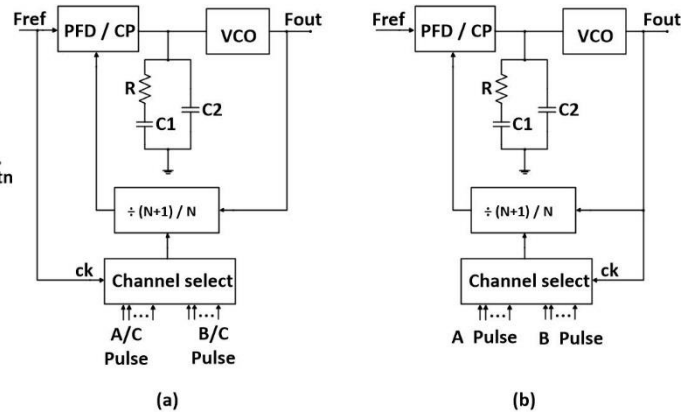 tn
Fref
PFD / CP
VCO
Fout
R
C1
C2
÷ (N+1) / N
ck
Channel select
A/C
Pulse
B/C
Pulse
(a)
Fref
PFD / CP
VCO
Fout
R
C1
C2
÷ (N+1) / N
Channel select
ck
A Pulse B Pulse
(b)